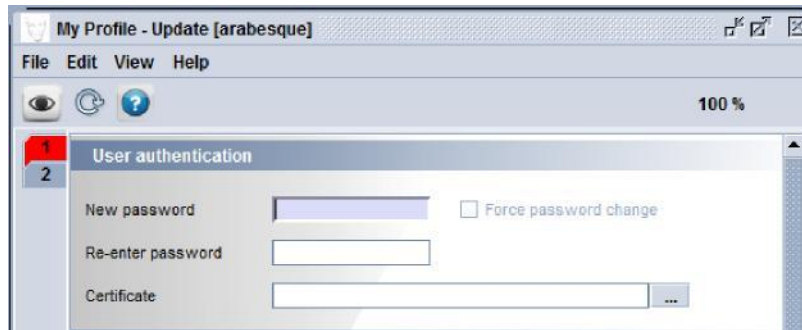 My Profile - Update [arabesque]
File Edit View Help
100 %
1
User authentication
2
New password Force password change
Re-enter password
Certificate ...